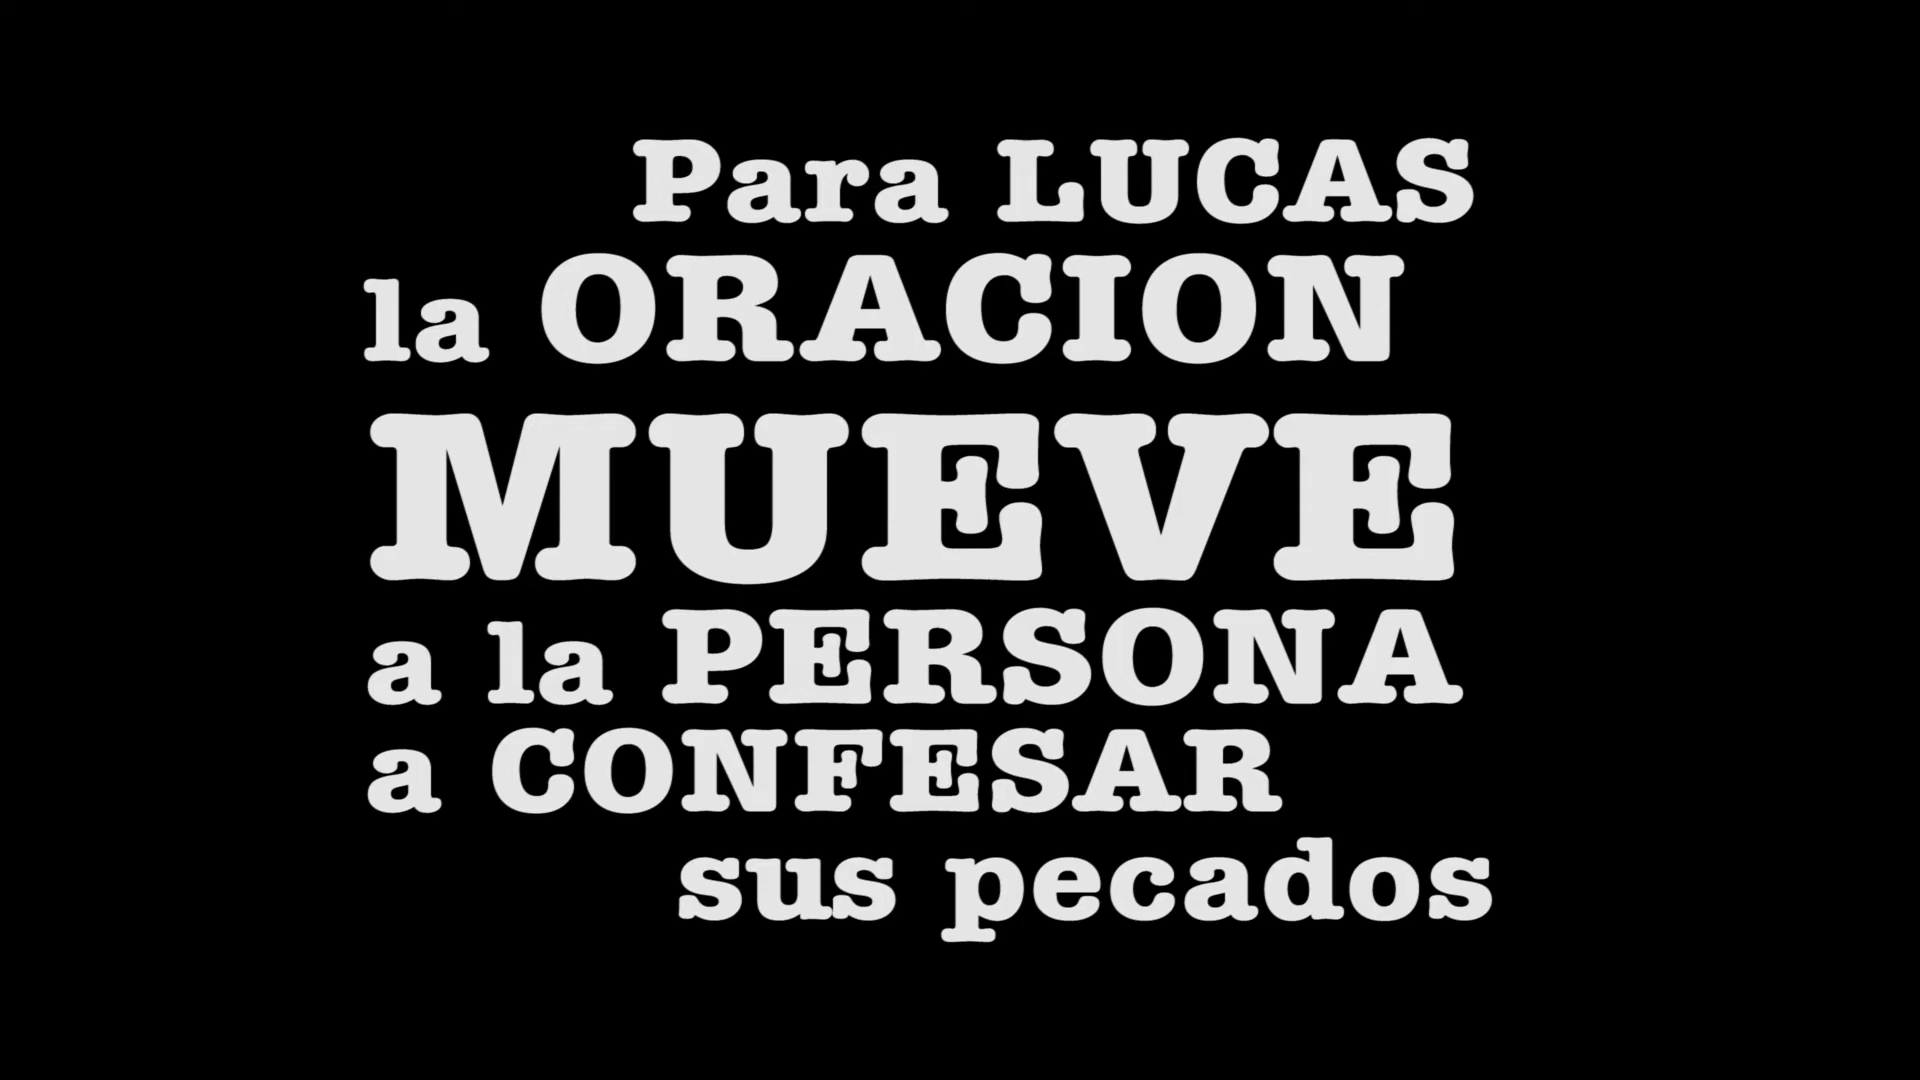 Para LUCAS
la ORACION
MUEVE
a la PERSONA
a CONFESAR
sus pecados